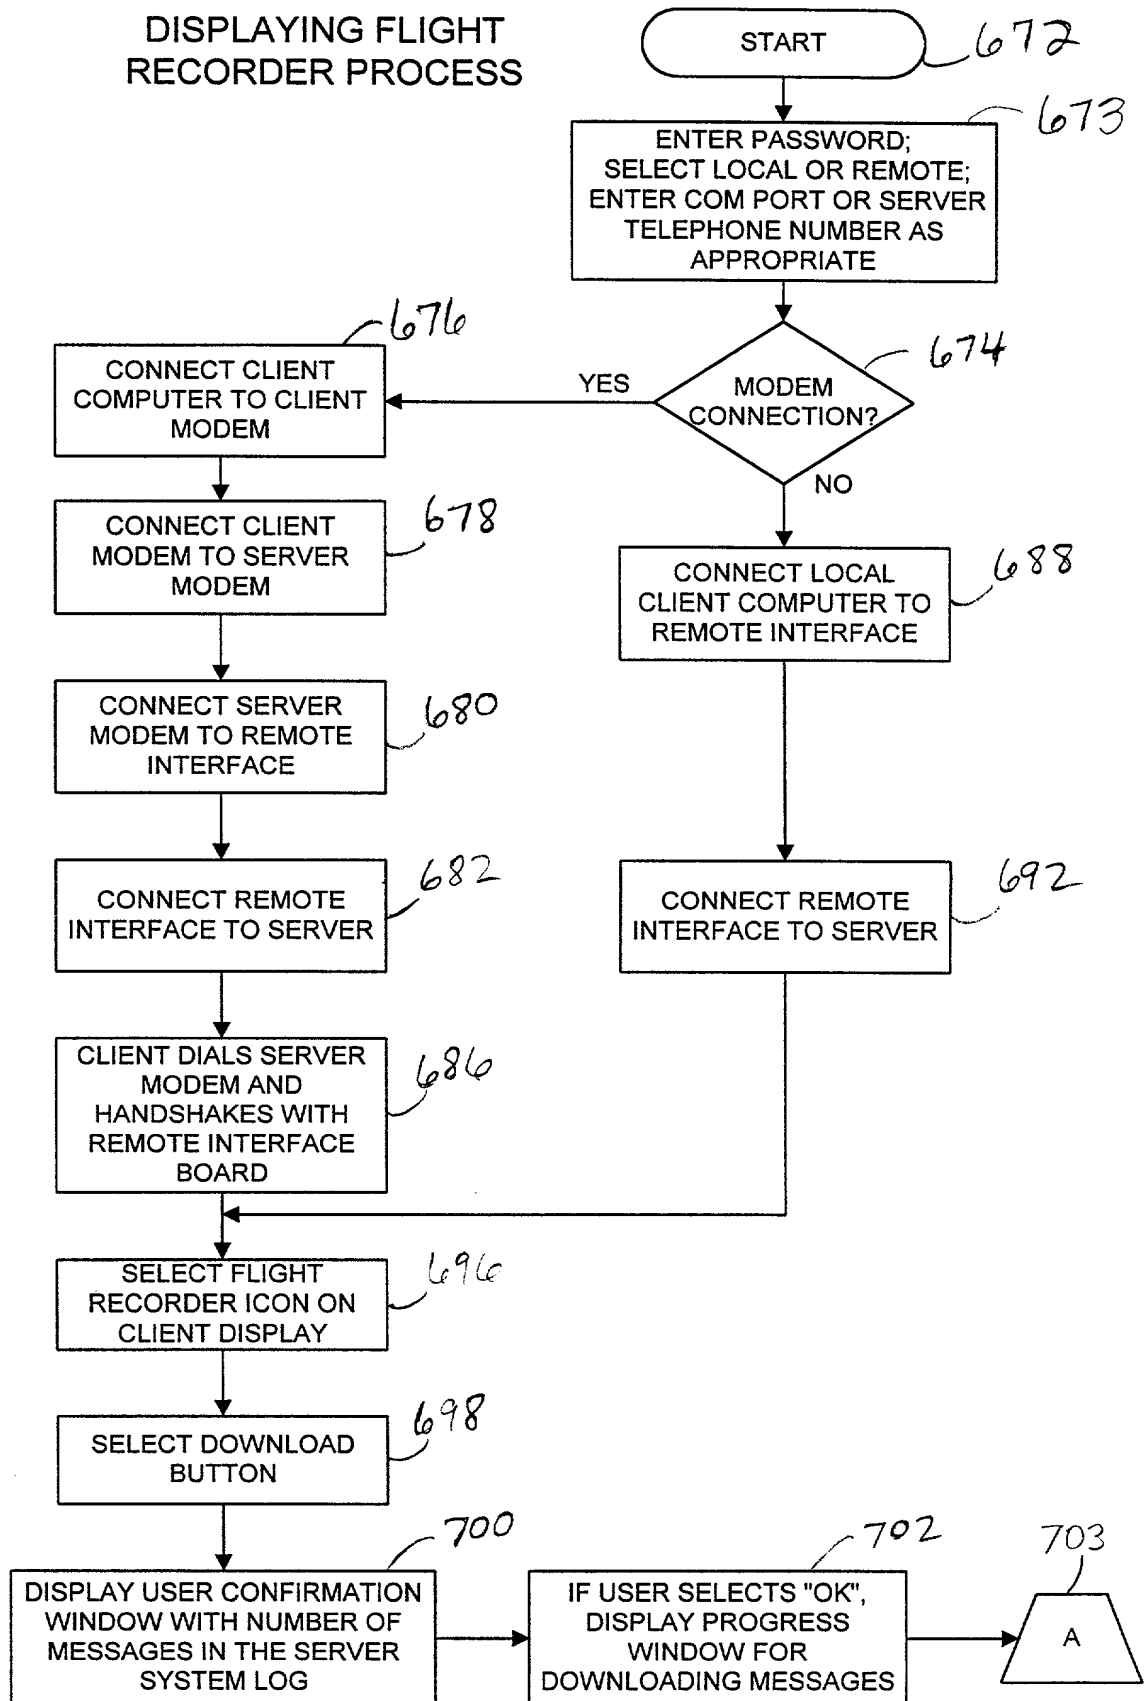 DISPLAYING FLIGHT
RECORDER PROCESS
START
672
673
ENTER PASSWORD;
SELECT LOCAL OR REMOTE;
ENTER COM PORT OR SERVER
TELEPHONE NUMBER AS
APPROPRIATE
674
MODEM
CONNECTION?
YES
NO
676
CONNECT CLIENT
COMPUTER TO CLIENT
MODEM
678
CONNECT CLIENT
MODEM TO SERVER
MODEM
688
CONNECT LOCAL
CLIENT COMPUTER TO
REMOTE INTERFACE
680
CONNECT SERVER
MODEM TO REMOTE
INTERFACE
682
CONNECT REMOTE
INTERFACE TO SERVER
692
CONNECT REMOTE
INTERFACE TO SERVER
686
CLIENT DIALS SERVER
MODEM AND
HANDSHAKES WITH
REMOTE INTERFACE
BOARD
696
SELECT FLIGHT
RECORDER ICON ON
CLIENT DISPLAY
698
SELECT DOWNLOAD
BUTTON
700
DISPLAY USER CONFIRMATION
WINDOW WITH NUMBER OF
MESSAGES IN THE SERVER
SYSTEM LOG
702
IF USER SELECTS "OK",
DISPLAY PROGRESS
WINDOW FOR
DOWNLOADING MESSAGES
703
A